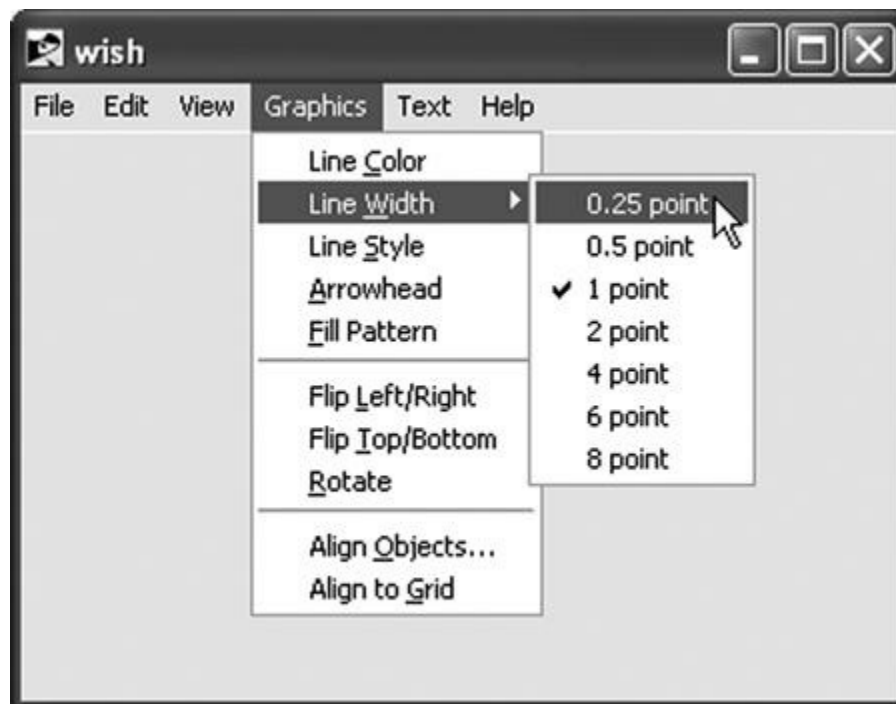 wish
File Edit View Graphics Text Help
Line Color
Line Width
Line Style
Arrowhead
Fill Pattern
Flip Left/Right
Flip Top/Bottom
Rotate
Align Objects...
Align to Grid
0.25 point
0.5 point
1 point
2 point
4 point
6 point
8 point